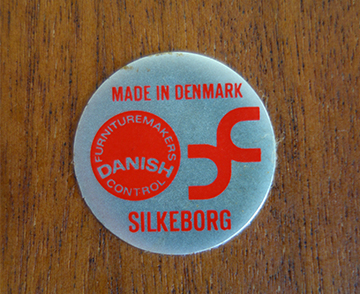 MADE IN DENMARK
FURNITUREMAKERS
DANISH
CONTROL
SILKEBORG